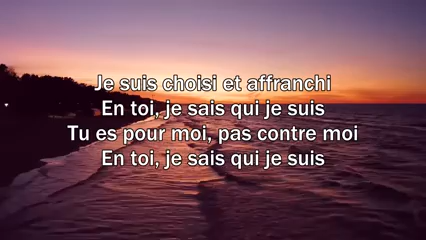 Je suis choisi et affranchi
En toi, je sais qui je suis
Tu es pour moi, pas contre moi
En toi, je sais qui je suis